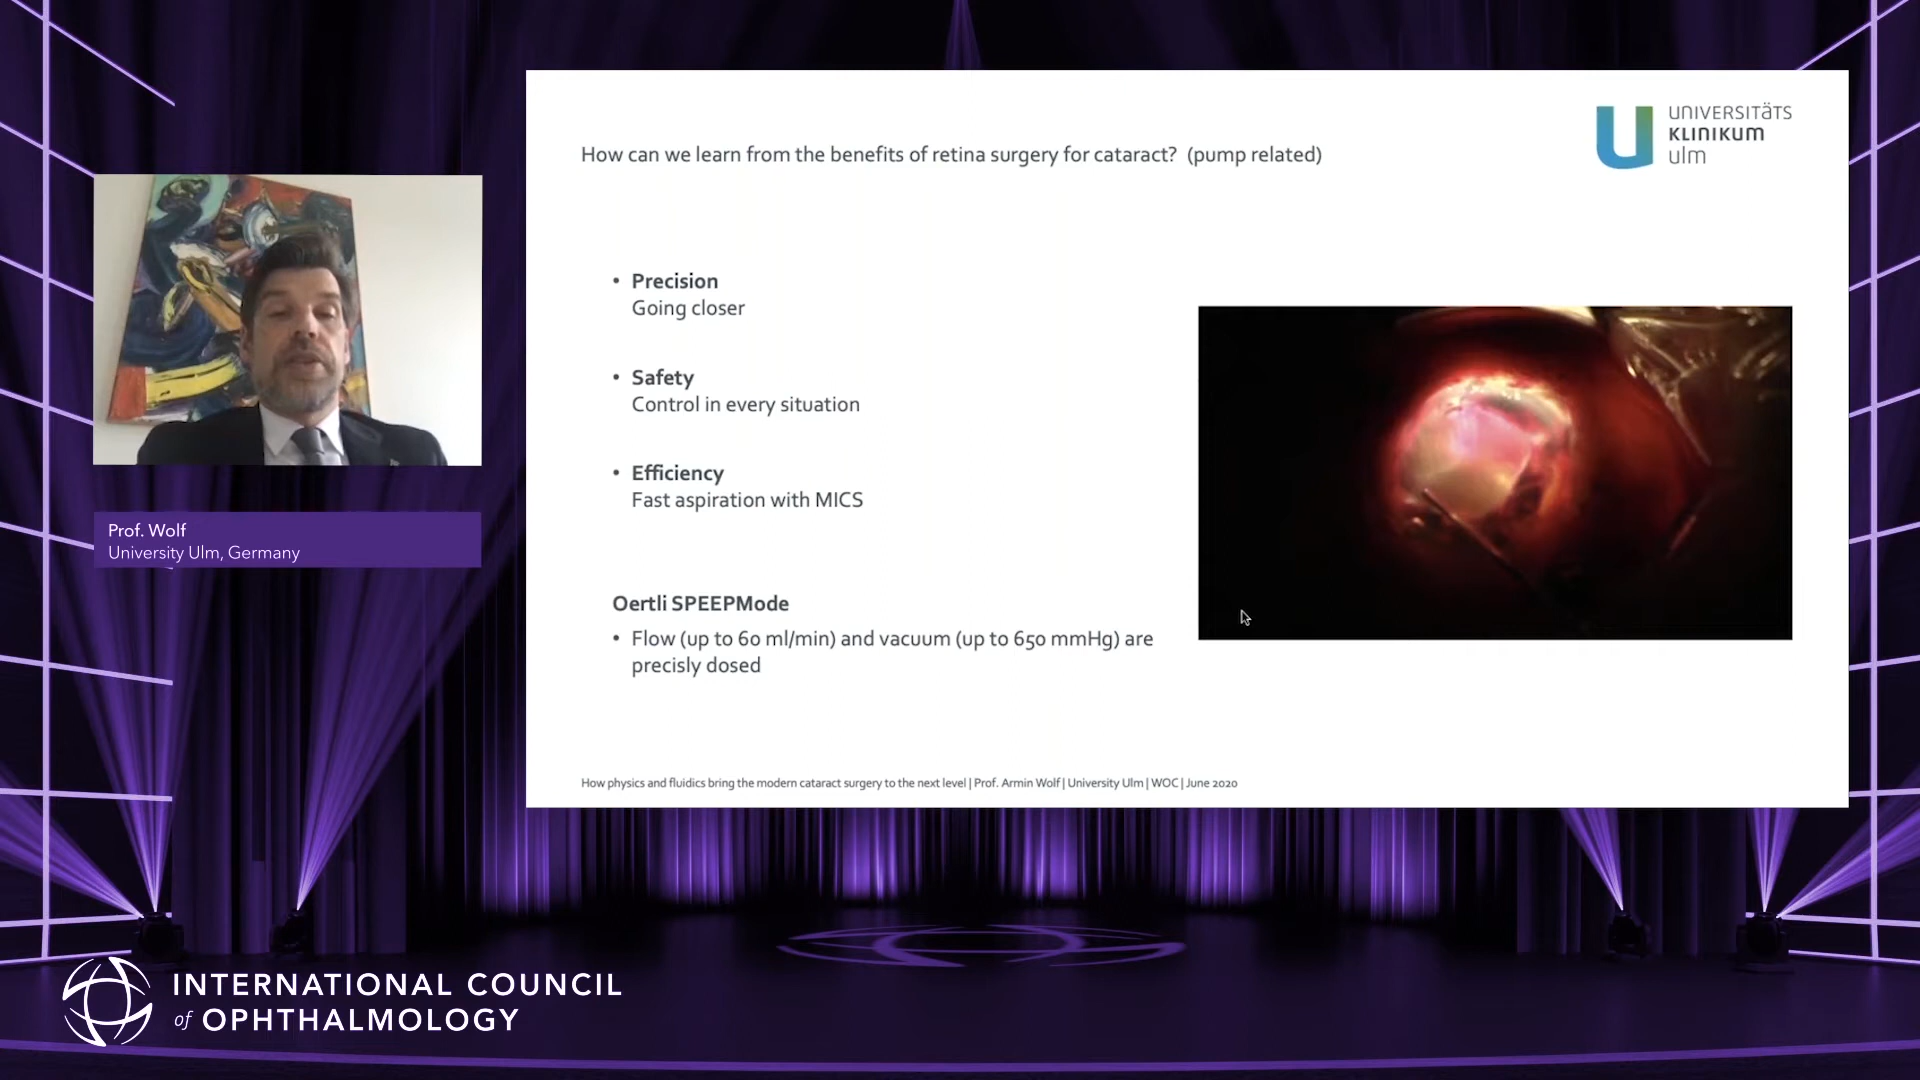 How can we learn from the benefits of retina surgery for cataract? (pump related)
UNIVERSITÄTS
KLINIKUM
ulm
• Precision
Going closer
• Safety
Control in every situation
• Efficiency
Fast aspiration with MICS
Oertli SPEEPMode
• Flow (up to 60 ml/min) and vacuum (up to 650 mmHg) are
precisly dosed
How physics and fluidics bring the modern cataract surgery to the next level | Prof. Armin Wolf | University Ulm | WOC | June 2020
Prof. Wolf
University Ulm, Germany
INTERNATIONAL COUNCIL
of OPHTHALMOLOGY